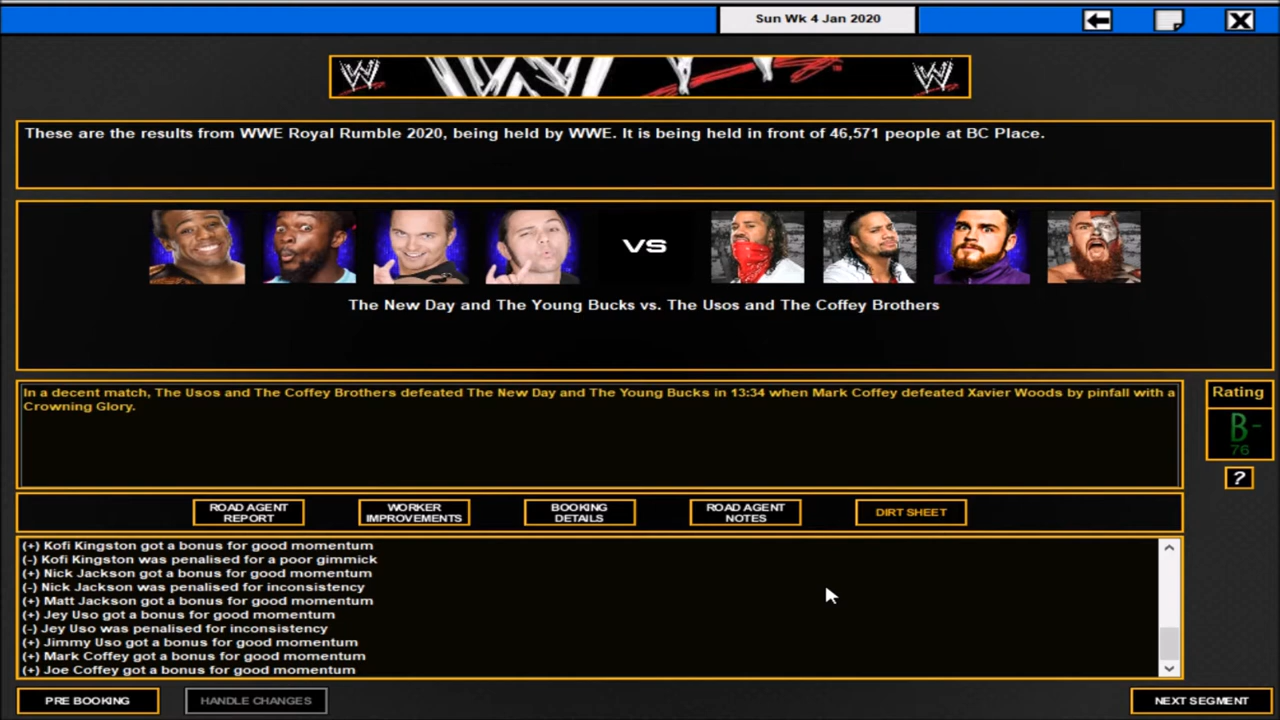 Sun Wk 4 Jan 2020
These are the results from WWE Royal Rumble 2020, being held by WWE. It is being held in front of 46,571 people at BC Place.
VS
The New Day and The Young Bucks vs. The Usos and The Coffey Brothers
In a decent match, The Usos and The Coffey Brothers defeated The New Day and The Young Bucks in 13:34 when Mark Coffey defeated Xavier Woods by pinfall with a
Crowning Glory.
Rating
B-
76
?
ROAD AGENT
REPORT
WORKER
IMPROVEMENTS
BOOKING
DETAILS
ROAD AGENT
NOTES
DIRT SHEET
(+) Kofi Kingston got a bonus for good momentum
(-) Kofi Kingston was penalised for a poor gimmick
(+) Nick Jackson got a bonus for good momentum
(-) Nick Jackson was penalised for inconsistency
(+) Matt Jackson got a bonus for good momentum
(+) Jey Uso got a bonus for good momentum
(-) Jey Uso was penalised for inconsistency
(+) Jimmy Uso got a bonus for good momentum
(+) Mark Coffey got a bonus for good momentum
(+) Joe Coffey got a bonus for good momentum
PRE BOOKING
HANDLE CHANGES
NEXT SEGMENT